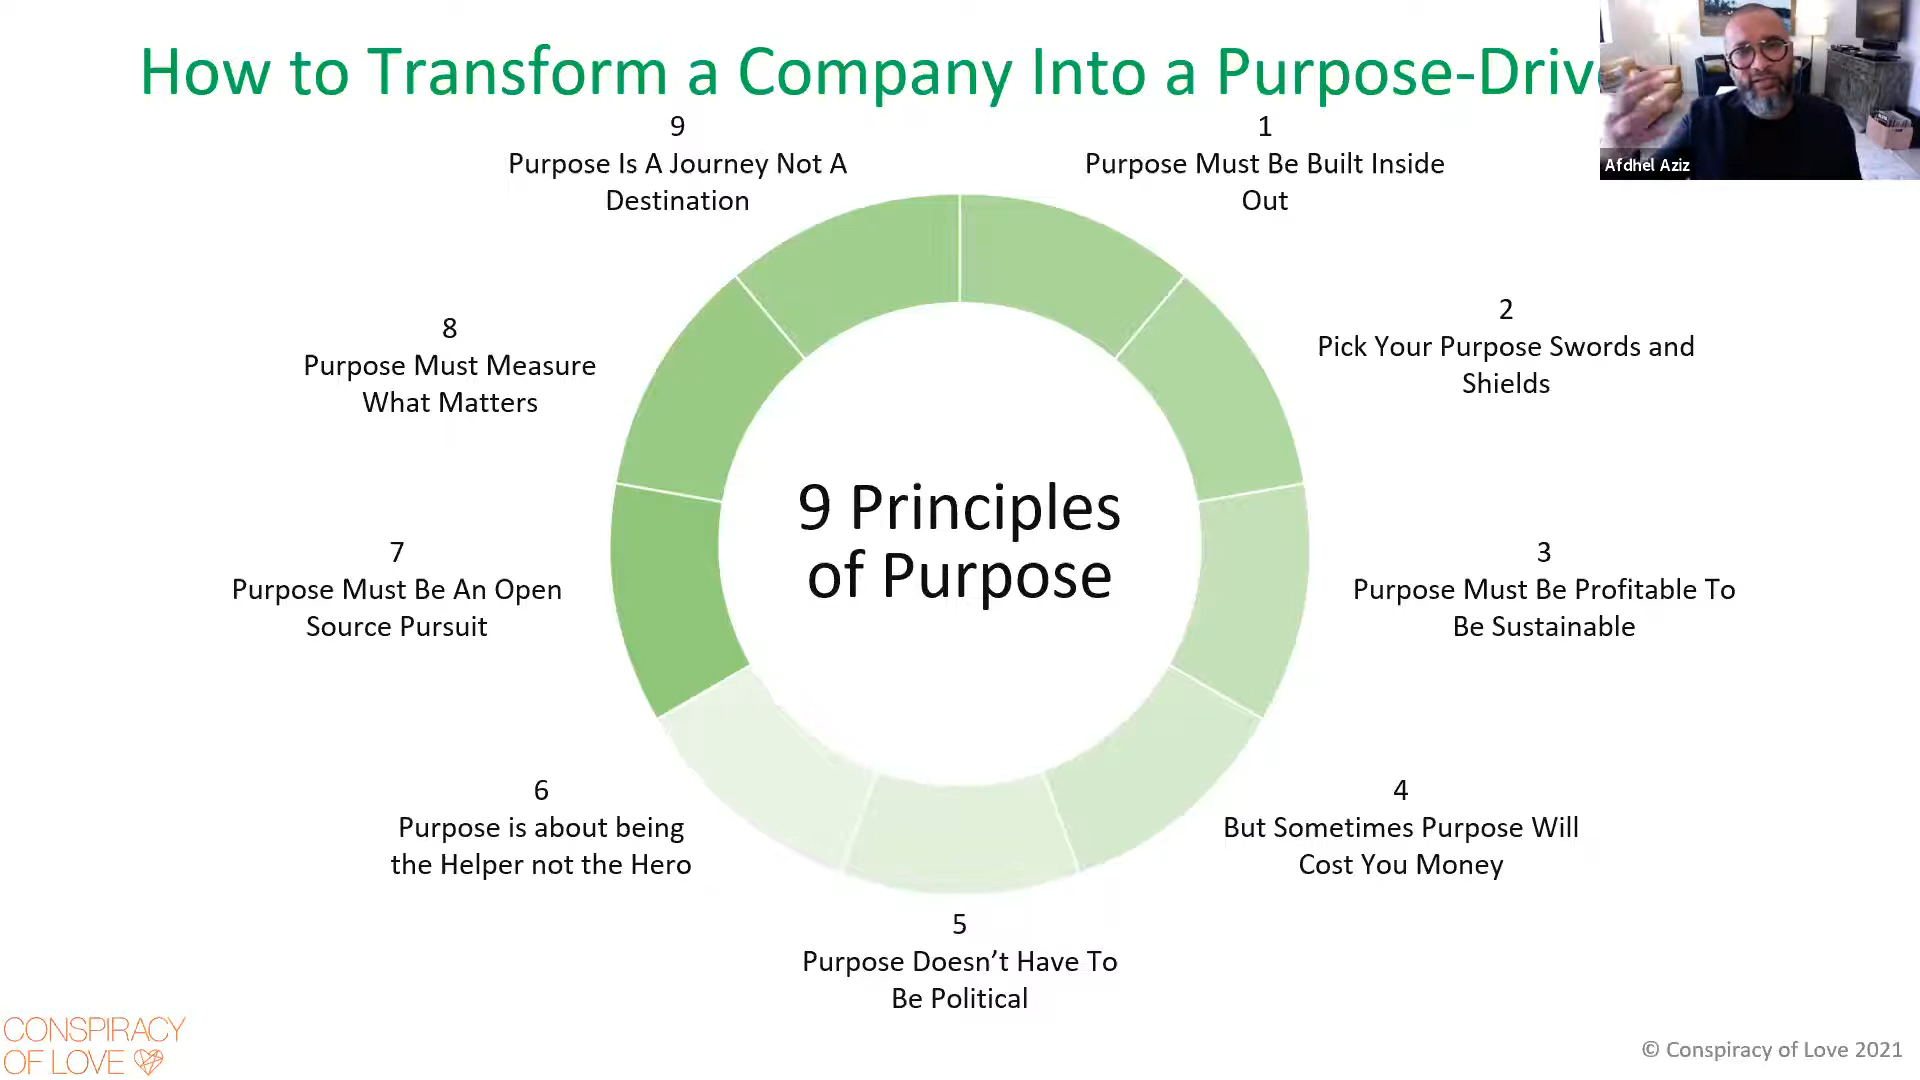 How to Transform a Company Into a Purpose-Driv
Afdhel Aziz
9
Purpose Is A Journey Not A
Destination
1
Purpose Must Be Built Inside
Out
2
Pick Your Purpose Swords and
Shields
8
Purpose Must Measure
What Matters
9 Principles
of Purpose
7
Purpose Must Be An Open
Source Pursuit
3
Purpose Must Be Profitable To
Be Sustainable
6
Purpose is about being
the Helper not the Hero
4
But Sometimes Purpose Will
Cost You Money
5
Purpose Doesn’t Have To
Be Political
CONSPIRACY
OF LOVE
© Conspiracy of Love 2021